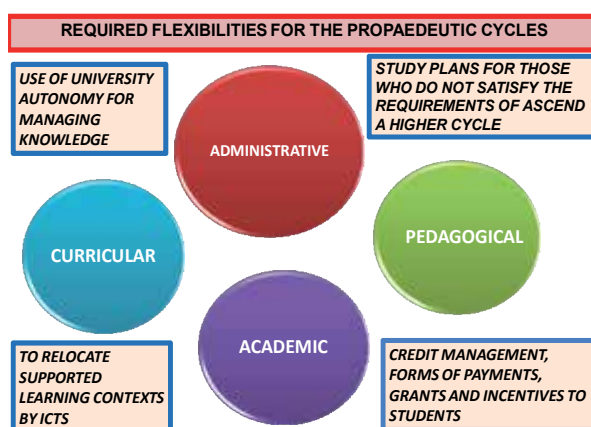 REQUIRED FLEXIBILITIES FOR THE PROPAEDEUTIC CYCLES
USE OF UNIVERSITY
AUTONOMY FOR
MANAGING
KNOWLEDGE
STUDY PLANS FOR THOSE
WHO DO NOT SATISFY THE
REQUIREMENTS OF ASCEND
A HIGHER CYCLE
ADMINISTRATIVE
PEDAGOGICAL
CURRICULAR
ACADEMIC
TO RELOCATE
SUPPORTED
LEARNING CONTEXTS
BY ICTS
CREDIT MANAGEMENT,
FORMS OF PAYMENTS,
GRANTS AND INCENTIVES TO
STUDENTS